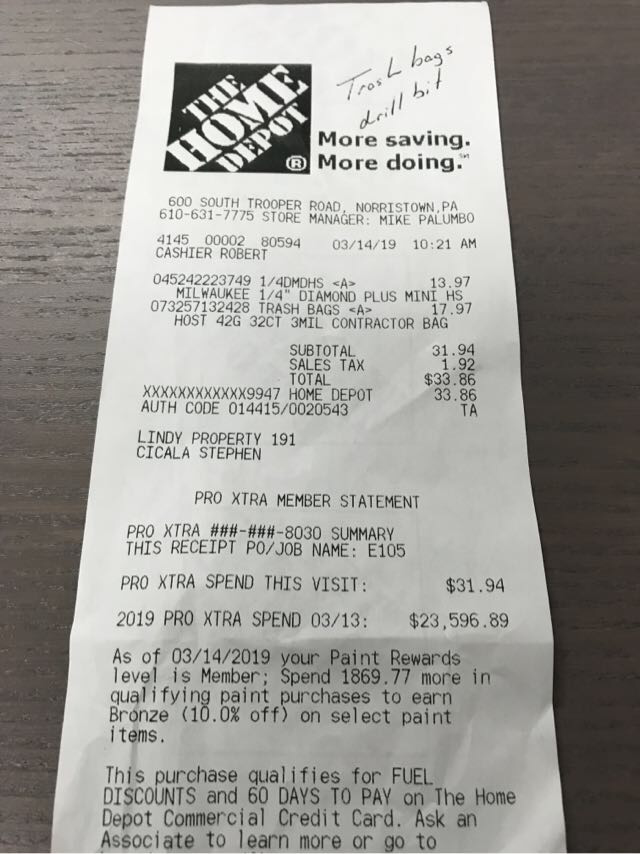 Trash bags
drill bit
THE
HOME
DEPOT
®
More saving.
More doing.℠
600 SOUTH TROOPER ROAD, NORRISTOWN,PA
610-631-7775 STORE MANAGER: MIKE PALUMBO
4145 00002 80594 03/14/19 10:21 AM
CASHIER ROBERT
045242223749 1/4DMDHS <A> 13.97
MILWAUKEE 1/4" DIAMOND PLUS MINI HS
073257132428 TRASH BAGS <A> 17.97
HOST 42G 32CT 3MIL CONTRACTOR BAG
SUBTOTAL 31.94
SALES TAX 1.92
TOTAL $33.86
XXXXXXXXXXXX9947 HOME DEPOT 33.86
AUTH CODE 014415/0020543 TA
LINDY PROPERTY 191
CICALA STEPHEN
PRO XTRA MEMBER STATEMENT
PRO XTRA ###-###-8030 SUMMARY
THIS RECEIPT PO/JOB NAME: E105
PRO XTRA SPEND THIS VISIT: $31.94
2019 PRO XTRA SPEND 03/13: $23,596.89
As of 03/14/2019 your Paint Rewards
level is Member; Spend 1869.77 more in
qualifying paint purchases to earn
Bronze (10.0% off) on select paint
items.
This purchase qualifies for FUEL
DISCOUNTS and 60 DAYS TO PAY on The Home
Depot Commercial Credit Card. Ask an
Associate to learn more or go to